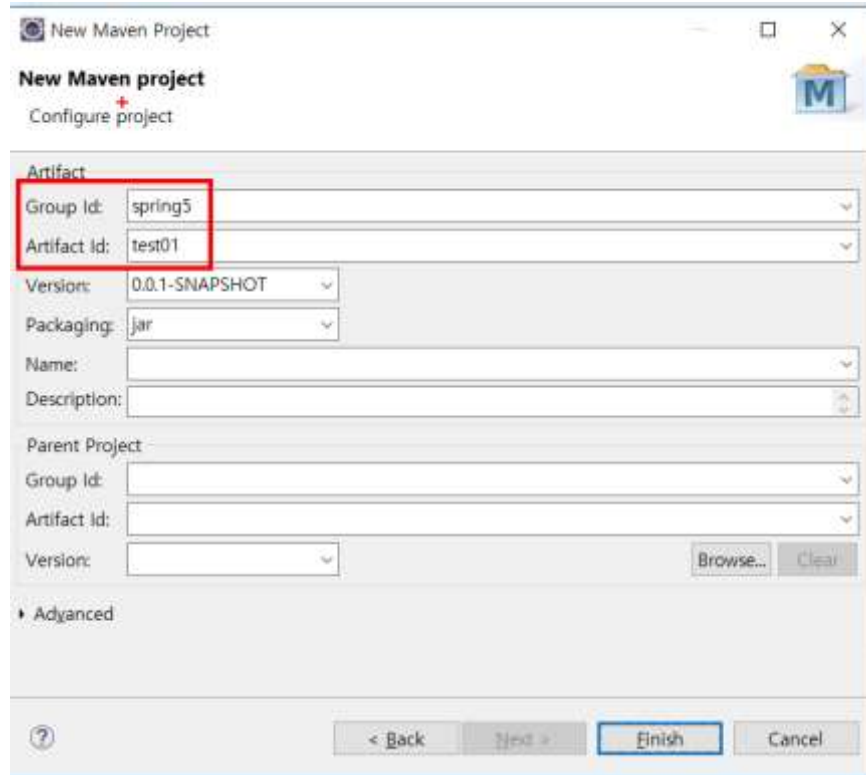 New Maven Project
New Maven project
Configure project
M
Artifact
Group Id: spring5
Artifact Id: test01
Version: 0.0.1-SNAPSHOT
Packaging: jar
Name:
Description:
Parent Project
Group Id:
Artifact Id:
Version: Browse... Clear
Advanced
? < Back Next > Finish Cancel